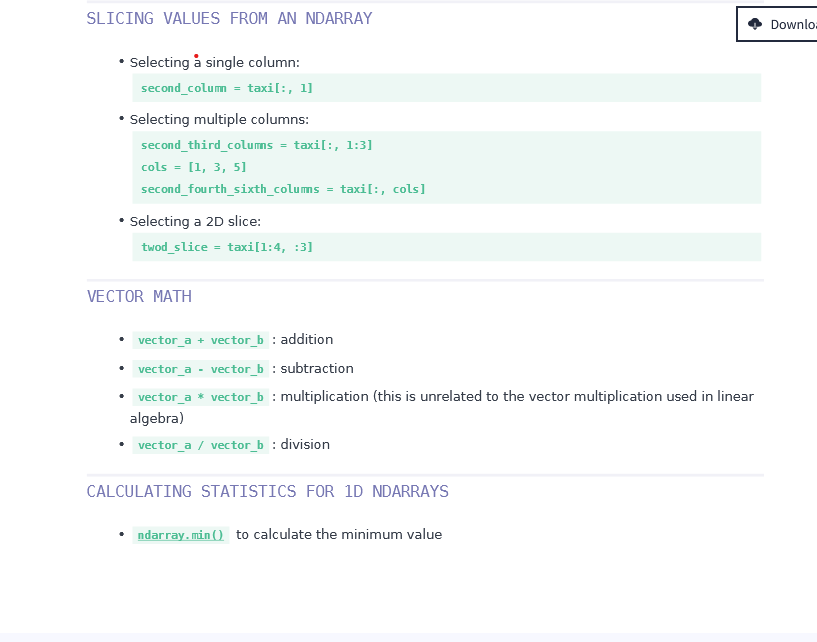 SLICING VALUES FROM AN NDARRAY
• Selecting a single column:
second_column = taxi[:, 1]
• Selecting multiple columns:
second_third_columns = taxi[:, 1:3]
cols = [1, 3, 5]
second_fourth_sixth_columns = taxi[:, cols]
• Selecting a 2D slice:
twod_slice = taxi[1:4, :3]
VECTOR MATH
• vector_a + vector_b : addition
• vector_a - vector_b : subtraction
• vector_a * vector_b : multiplication (this is unrelated to the vector multiplication used in linear
algebra)
• vector_a / vector_b : division
CALCULATING STATISTICS FOR 1D NDARRAYS
• ndarray.min() to calculate the minimum value